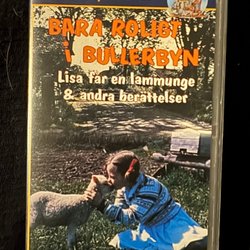 BARA ROLIGT
i BULLERBYN
Lisa får en lammunge
& andra berättelser